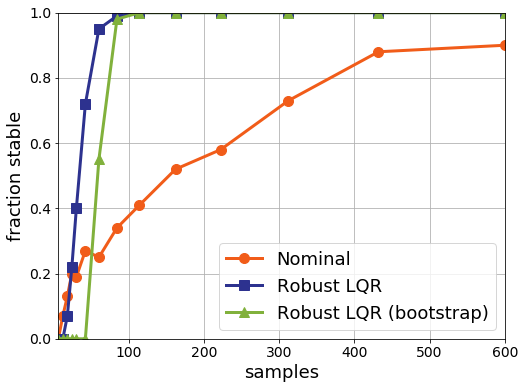 1.0
0.8
0.6
0.4
0.2
0.0
fraction stable
Nominal
Robust LQR
Robust LQR (bootstrap)
100 200 300 400 500 600
samples